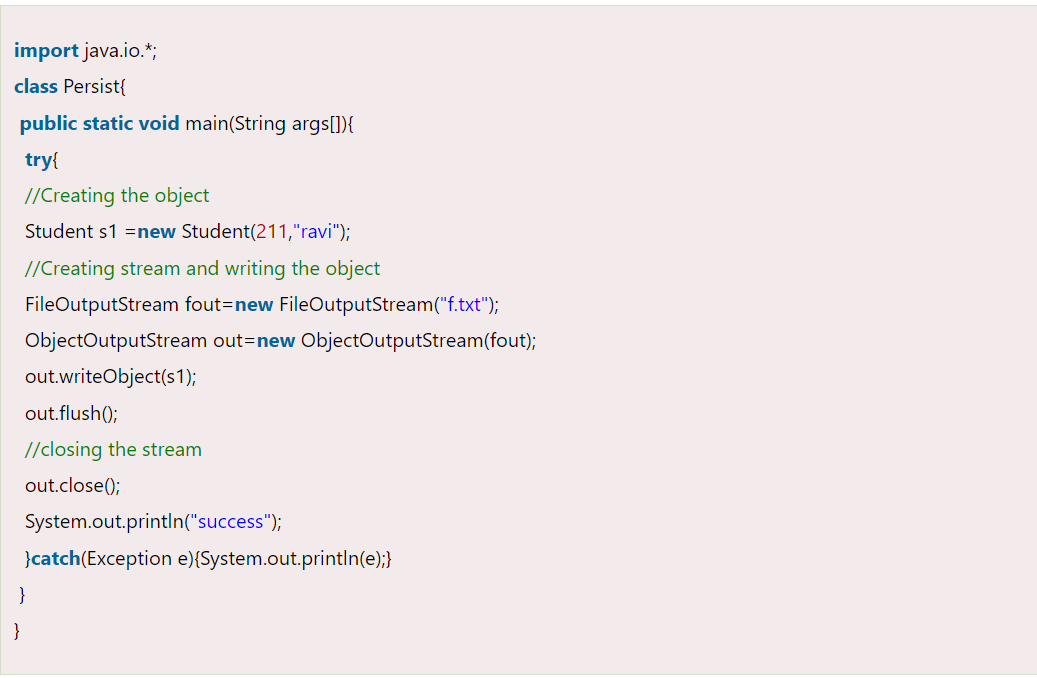 import java.io.*;
class Persist{
public static void main(String args[]){
try{
//Creating the object
Student s1 =new Student(211,"ravi");
//Creating stream and writing the object
FileOutputStream fout=new FileOutputStream("f.txt");
ObjectOutputStream out=new ObjectOutputStream(fout);
out.writeObject(s1);
out.flush();
//closing the stream
out.close();
System.out.println("success");
}catch(Exception e){System.out.println(e);}
}
}